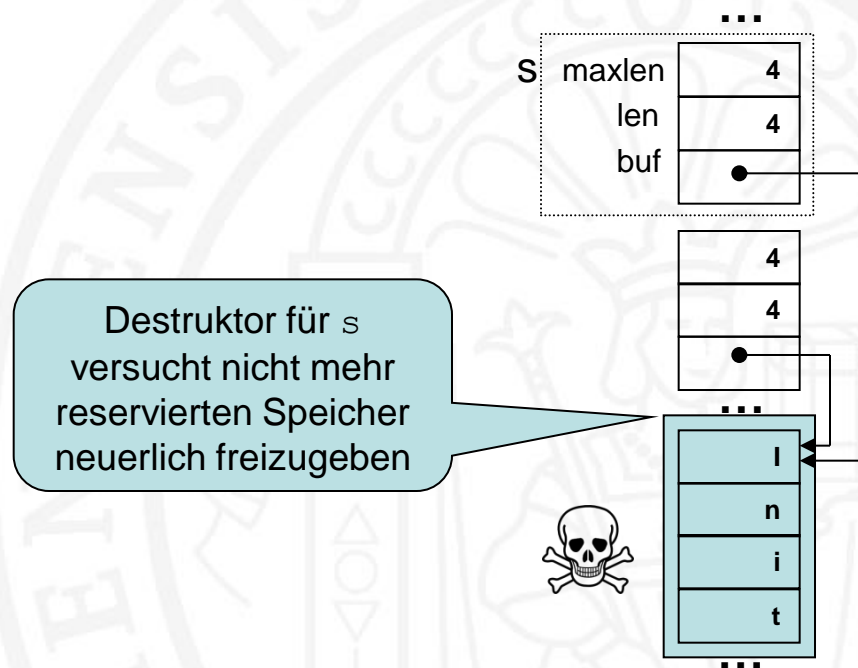 ...
s maxlen 4
len 4
buf
4
4
Destruktor für s
versucht nicht mehr
reservierten Speicher
neuerlich freizugeben
...
I
n
i
t
...